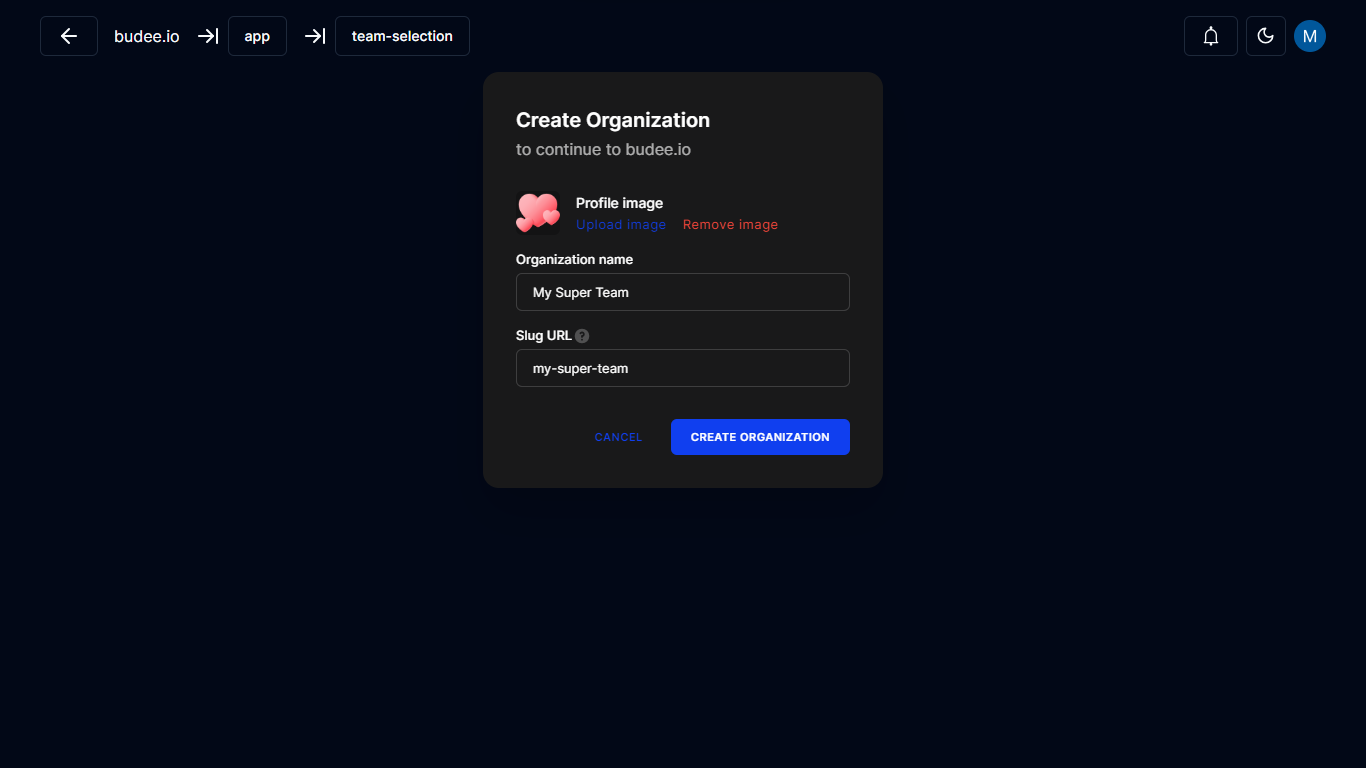 budee.io app team-selection M
Create Organization
to continue to budee.io
Profile image
Upload image Remove image
Organization name
My Super Team
Slug URL ?
my-super-team
CANCEL CREATE ORGANIZATION